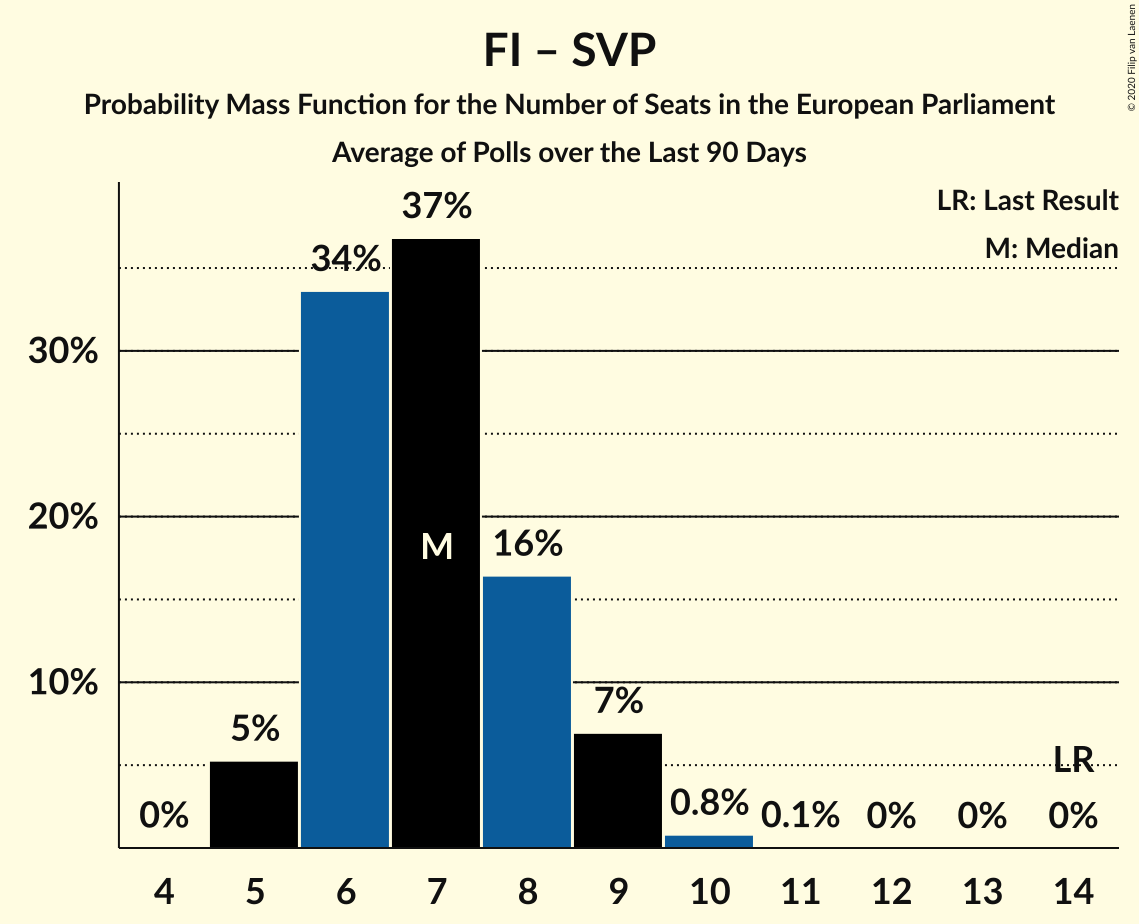 FI – SVP
Probability Mass Function for the Number of Seats in the European Parliament
Average of Polls over the Last 90 Days
© 2020 Filip van Laenen
LR: Last Result
M: Median
37%
34%
30%
20%
M
16%
10%
7%
5%
LR
0%
0.8%
0.1%
0%
0%
0%
4 5 6 7 8 9 10 11 12 13 14